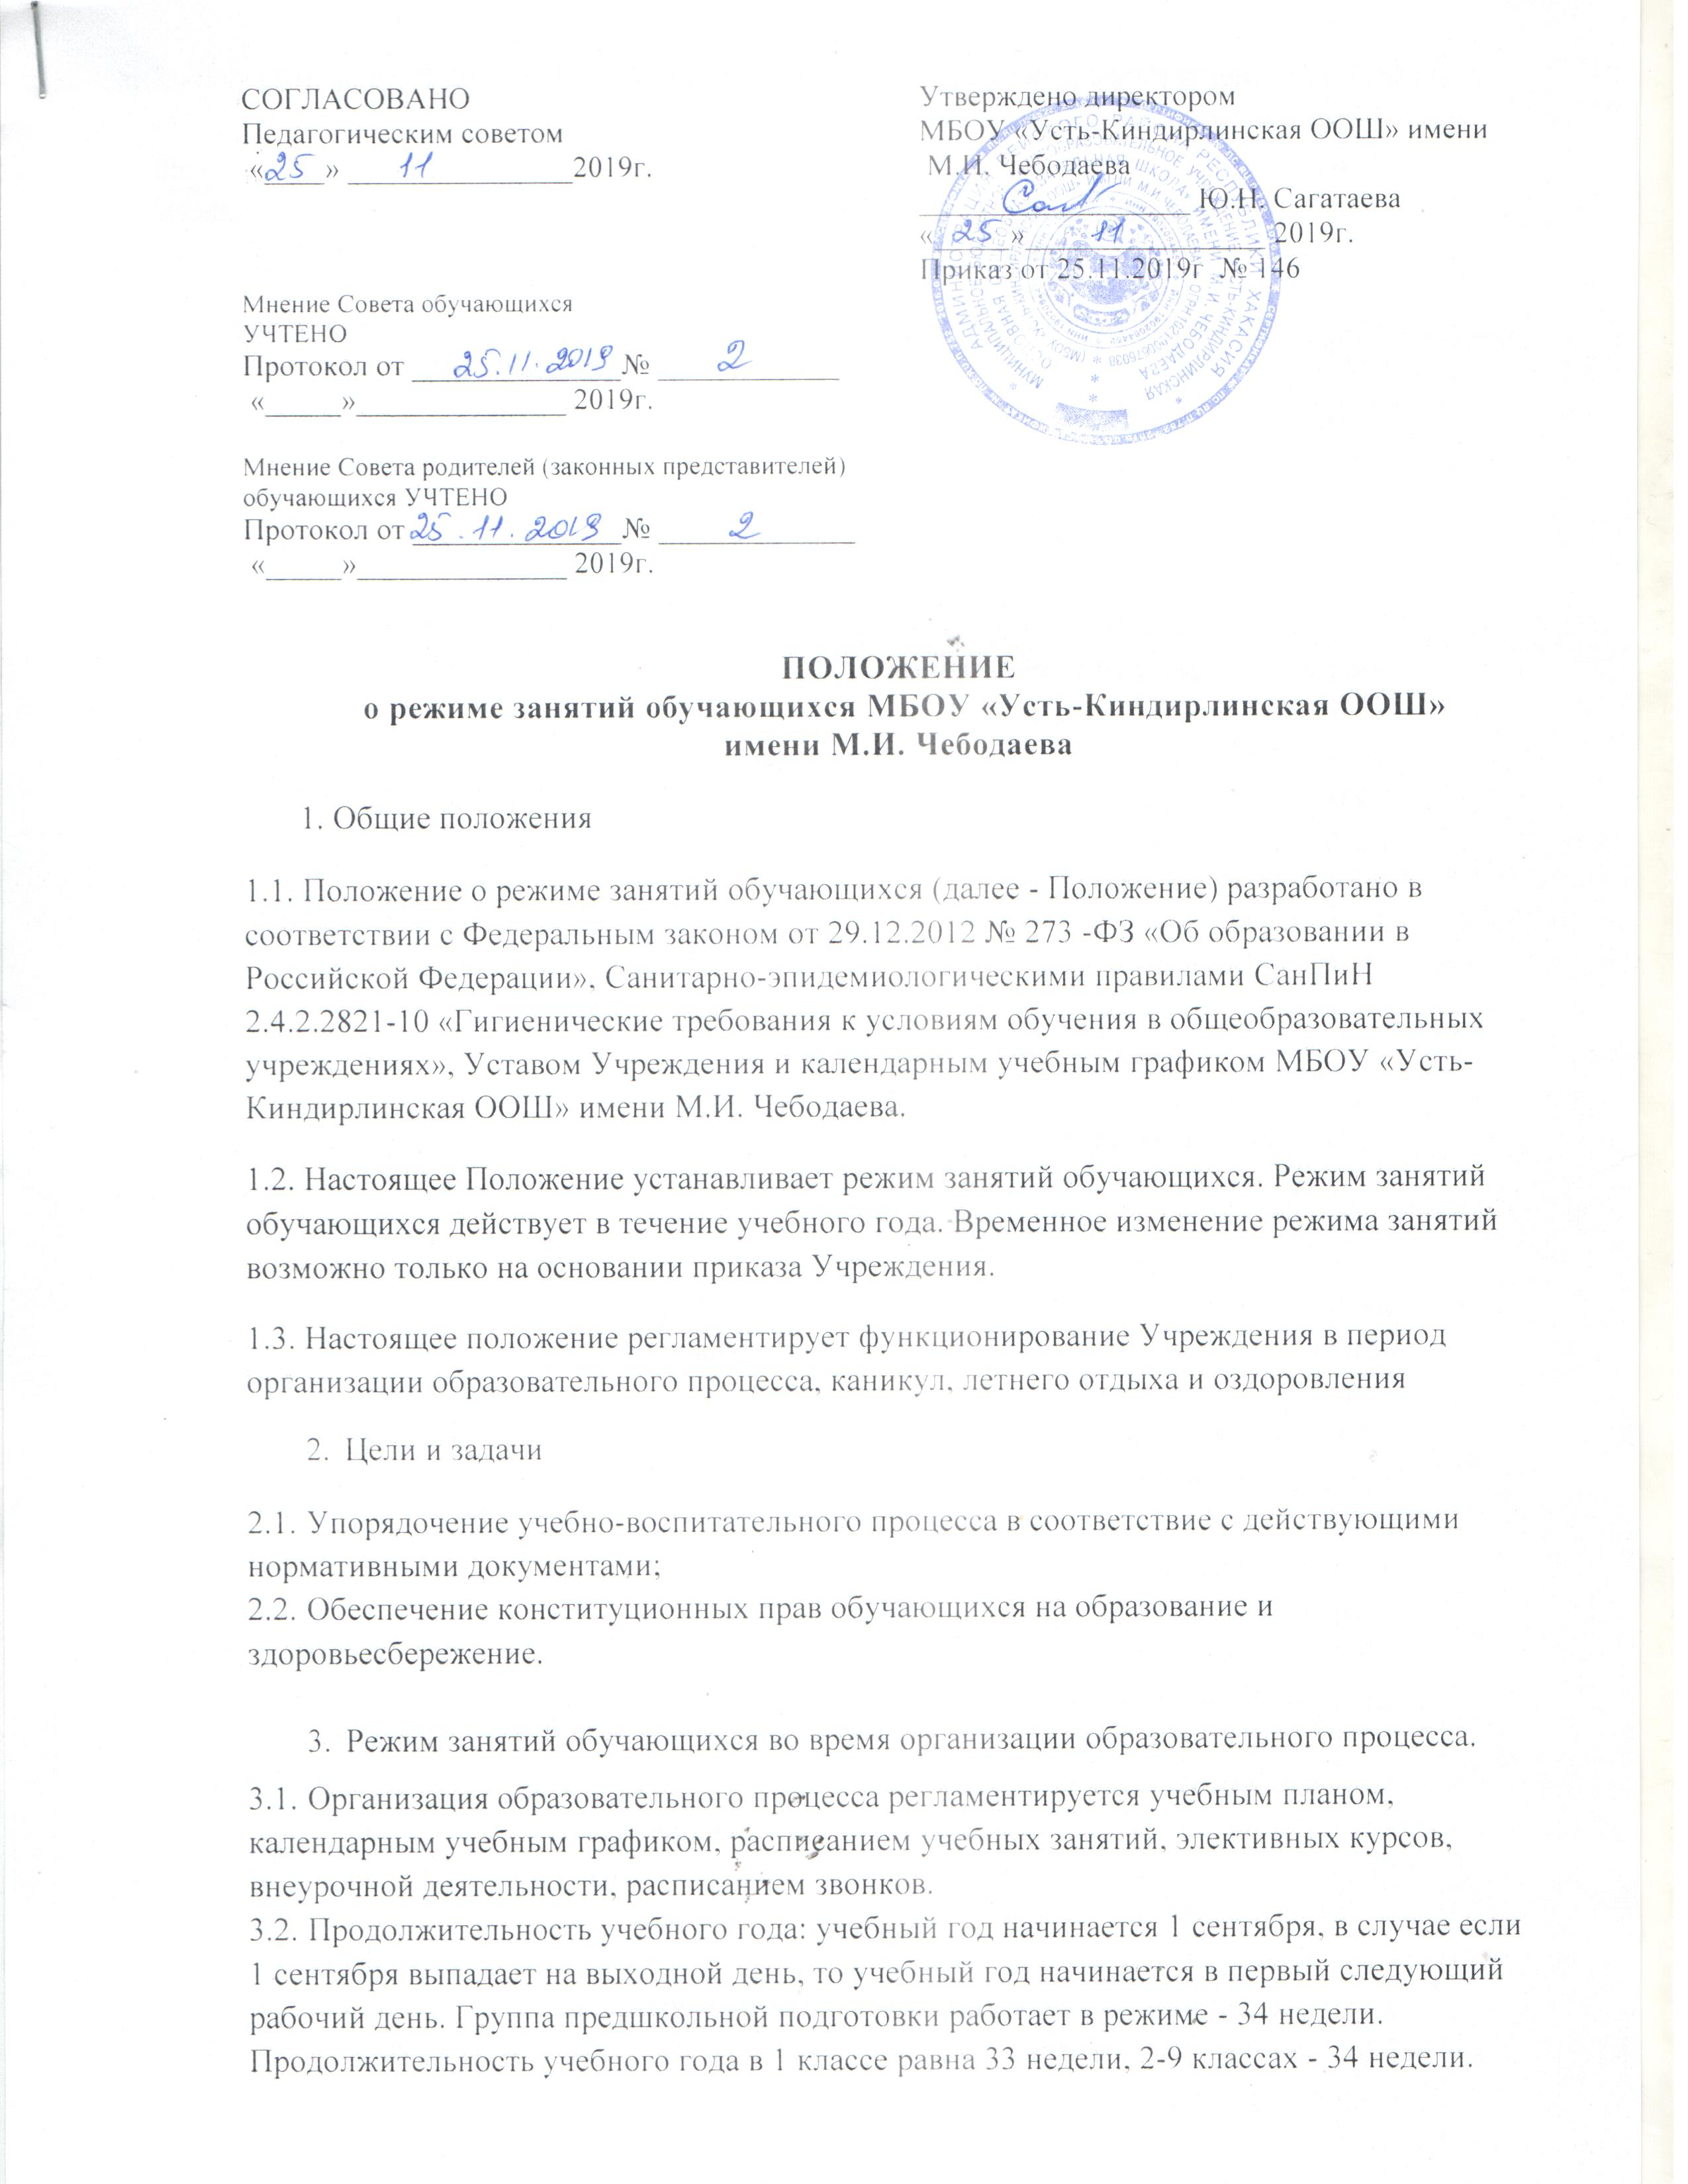 СОГЛАСОВАНО
Педагогическим советом
«25» 11 2019г.
Утверждено директором
МБОУ «Усть-Киндирлинская ООШ» имени
М.И. Чебодаева
Ю.Н. Сагатаева
«25» 11 2019г.
Приказ от 25.11.2019г № 146
Мнение Совета обучающихся
УЧТЕНО
Протокол от 25.11.2019 № 2
«_____»______________ 2019г.
Мнение Совета родителей (законных представителей)
обучающихся УЧТЕНО
Протокол от 25.11.2019 № 2
«_____»______________ 2019г.
ПОЛОЖЕНИЕ
о режиме занятий обучающихся МБОУ «Усть-Киндирлинская ООШ»
имени М.И. Чебодаева
1. Общие положения
1.1. Положение о режиме занятий обучающихся (далее - Положение) разработано в
соответствии с Федеральным законом от 29.12.2012 № 273 -ФЗ «Об образовании в
Российской Федерации», Санитарно-эпидемиологическими правилами СанПиН
2.4.2.2821-10 «Гигиенические требования к условиям обучения в общеобразовательных
учреждениях», Уставом Учреждения и календарным учебным графиком МБОУ «Усть-
Киндирлинская ООШ» имени М.И. Чебодаева.
1.2. Настоящее Положение устанавливает режим занятий обучающихся. Режим занятий
обучающихся действует в течение учебного года. Временное изменение режима занятий
возможно только на основании приказа Учреждения.
1.3. Настоящее положение регламентирует функционирование Учреждения в период
организации образовательного процесса, каникул, летнего отдыха и оздоровления
2. Цели и задачи
2.1. Упорядочение учебно-воспитательного процесса в соответствие с действующими
нормативными документами;
2.2. Обеспечение конституционных прав обучающихся на образование и
здоровьесбережение.
3. Режим занятий обучающихся во время организации образовательного процесса.
3.1. Организация образовательного процесса регламентируется учебным планом,
календарным учебным графиком, расписанием учебных занятий, элективных курсов,
внеурочной деятельности, расписанием звонков.
3.2. Продолжительность учебного года: учебный год начинается 1 сентября, в случае если
1 сентября выпадает на выходной день, то учебный год начинается в первый следующий
рабочий день. Группа предшкольной подготовки работает в режиме - 34 недели.
Продолжительность учебного года в 1 классе равна 33 недели, 2-9 классах - 34 недели.